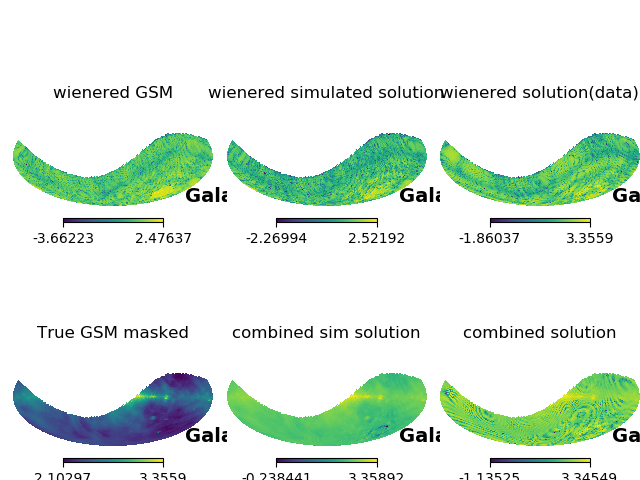 wienered GSM wienered simulated solution wienered solution(data)
Gala Gala Ga
-3.66223 2.47637 -2.26994 2.52192 -1.86037 3.3559
True GSM masked combined sim solution combined solution
Gala Gala Ga
2.10297 3.3559 -0.238441 3.35892 -1.13525 3.34549